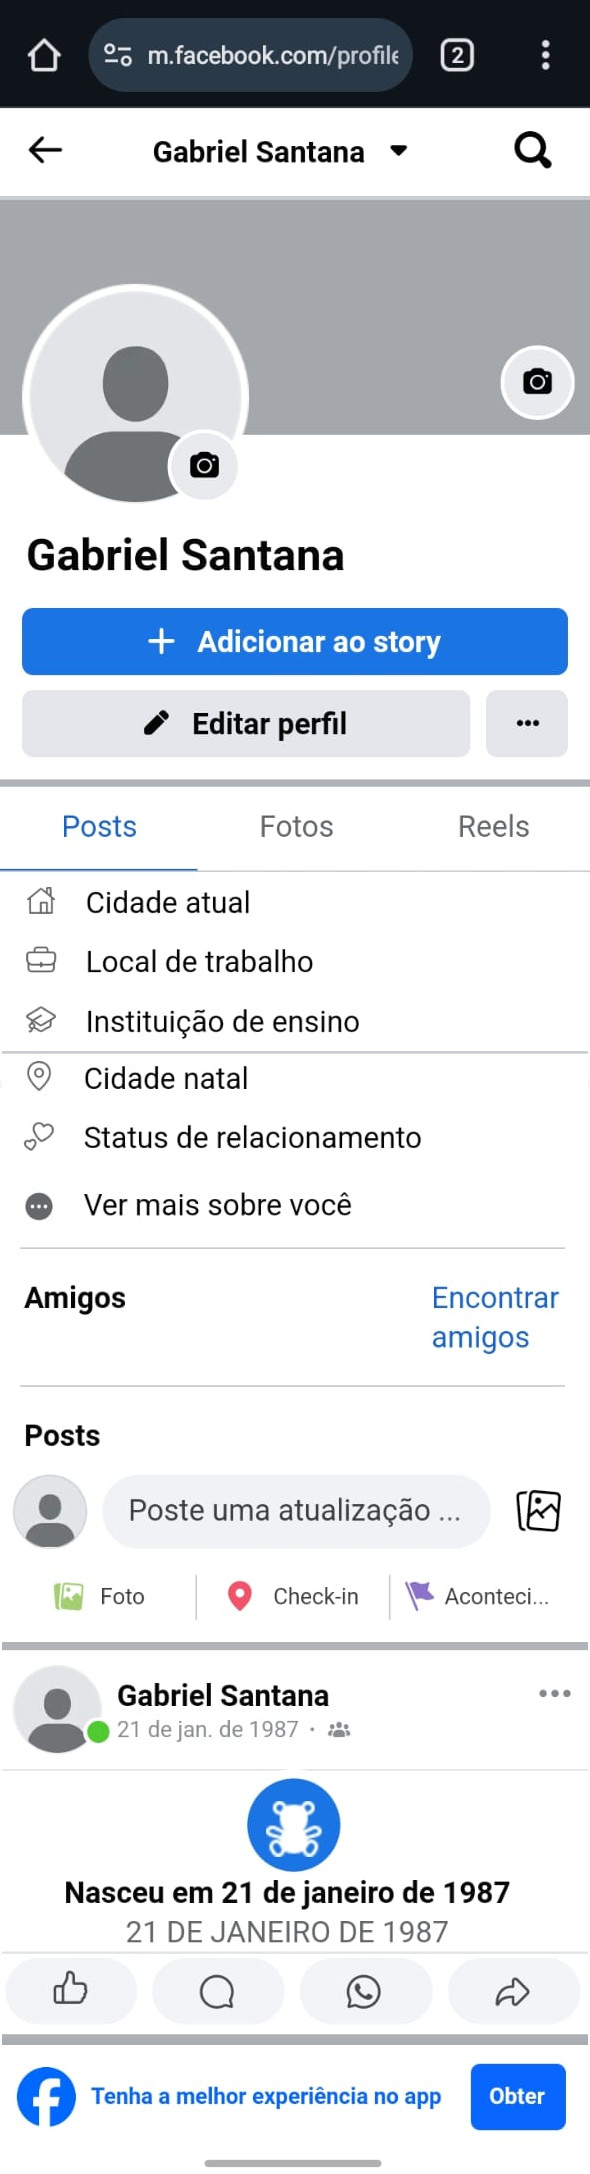 m.facebook.com/profile
2
Gabriel Santana
Gabriel Santana
Adicionar ao story
Editar perfil
Posts Fotos Reels
Cidade atual
Local de trabalho
Instituição de ensino
Cidade natal
Status de relacionamento
Ver mais sobre você
Amigos
Encontrar
amigos
Posts
Poste uma atualização ...
Foto Check-in Aconteci...
Gabriel Santana
21 de jan. de 1987 ·
Nasceu em 21 de janeiro de 1987
21 DE JANEIRO DE 1987
Tenha a melhor experiência no app Obter